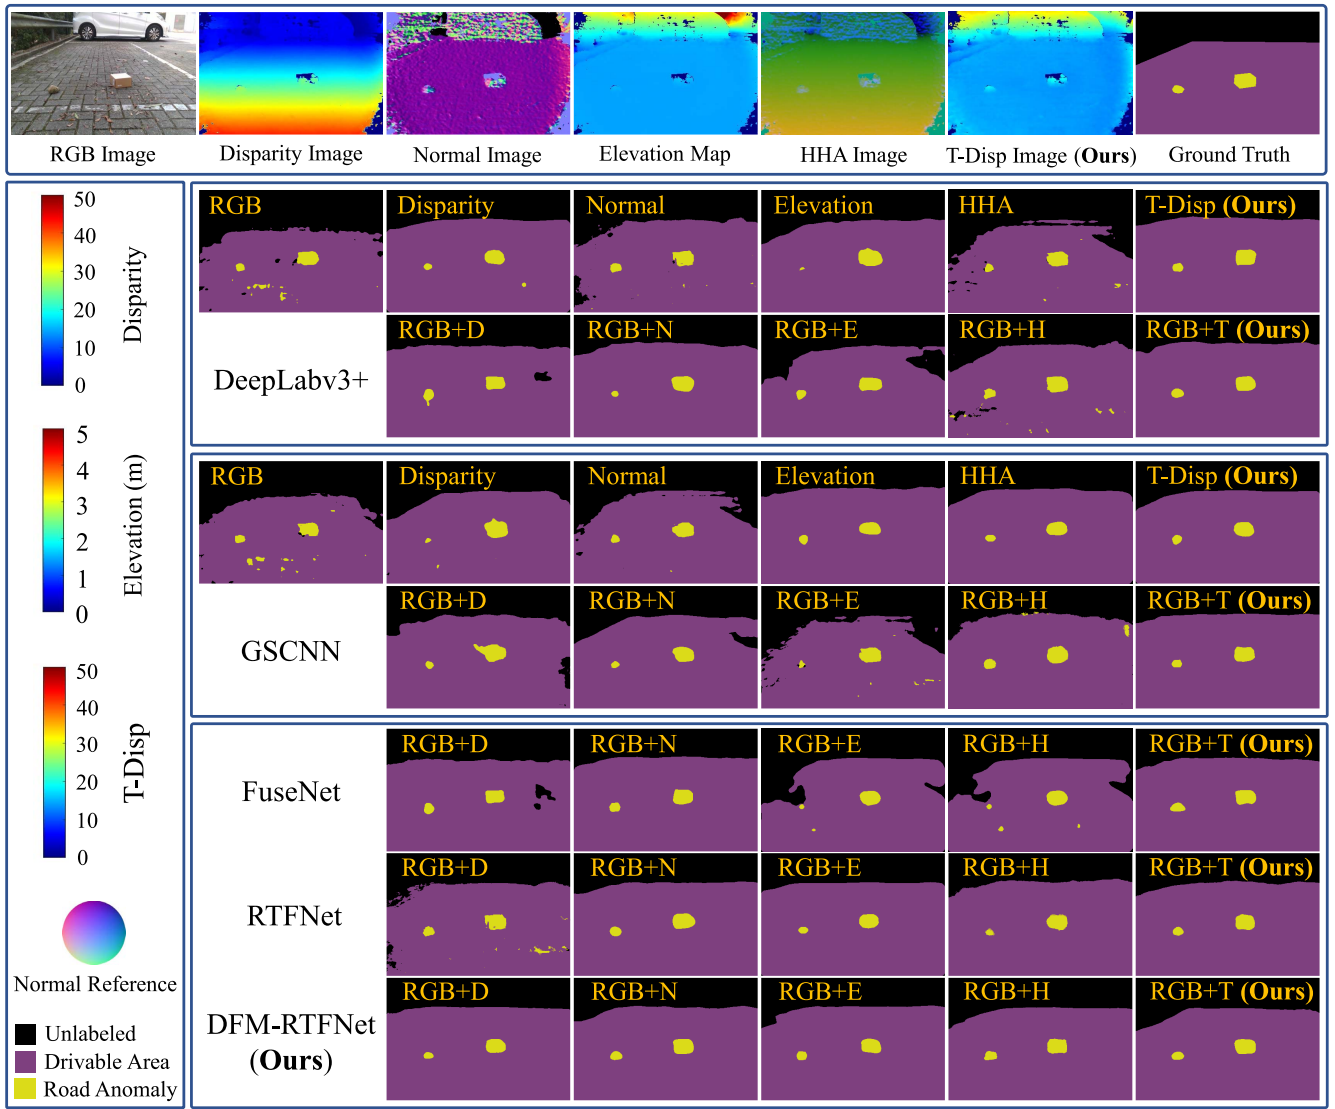 RGB Image
Disparity Image
Normal Image
Elevation Map
HHA Image
T-Disp Image (Ours)
Ground Truth
50
40
30
20
10
0
Disparity
5
4
3
2
1
0
Elevation (m)
50
40
30
20
10
0
T-Disp
Normal Reference
Unlabeled
Drivable Area
Road Anomaly
RGB
Disparity
Normal
Elevation
HHA
T-Disp (Ours)
DeepLabv3+
RGB+D
RGB+N
RGB+E
RGB+H
RGB+T (Ours)
RGB
Disparity
Normal
Elevation
HHA
T-Disp (Ours)
GSCNN
RGB+D
RGB+N
RGB+E
RGB+H
RGB+T (Ours)
FuseNet
RGB+D
RGB+N
RGB+E
RGB+H
RGB+T (Ours)
RTFNet
RGB+D
RGB+N
RGB+E
RGB+H
RGB+T (Ours)
DFM-RTFNet
(Ours)
RGB+D
RGB+N
RGB+E
RGB+H
RGB+T (Ours)